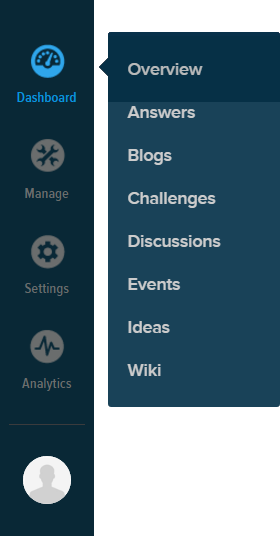 Dashboard
Manage
Settings
Analytics
Overview
Answers
Blogs
Challenges
Discussions
Events
Ideas
Wiki